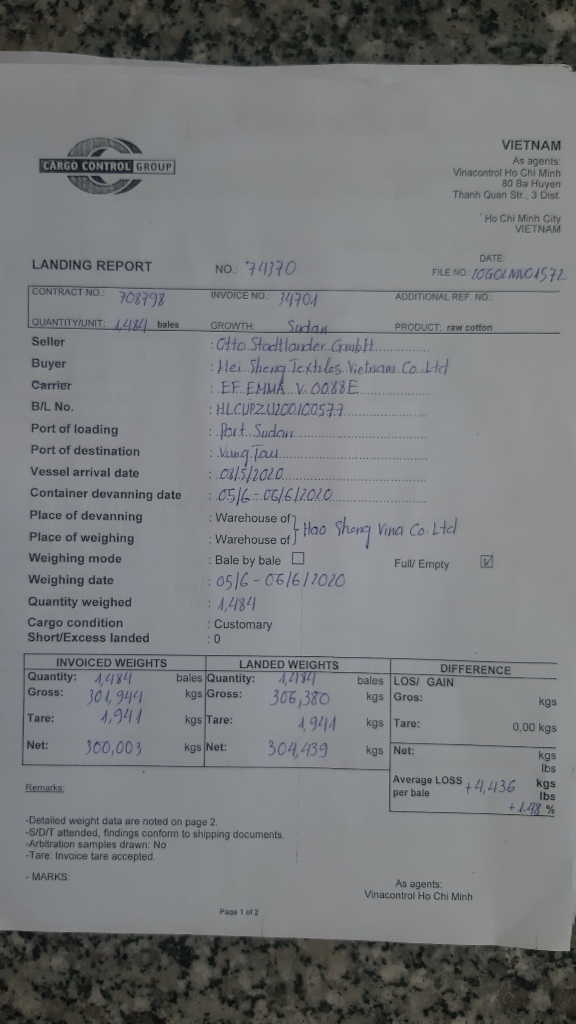 CARGO CONTROL GROUP
VIETNAM
As agents:
Vinacontrol Ho Chi Minh
80 Ba Huyen
Thanh Quan Str., 3 Dist.
Ho Chi Minh City
VIETNAM
LANDING REPORT NO.: 74370
DATE:
FILE NO
CONTRACT NO.: 708798 INVOICE NO.: 34701 ADDITIONAL REF. NO.:
QUANTITY/UNIT: 1,484 bales GROWTH: Sudan PRODUCT: raw cotton
Seller : Otto Stadtlander GmbH
Buyer : Mei Sheng Textiles Vietnam Co. Ltd
Carrier : EF. EMMA V. 0088E
B/L No. : HLCUPZU200100577
Port of loading : Port Sudan
Port of destination : Vung Tau
Vessel arrival date : 03/5/2020
Container devanning date : 05/6 - 06/6/2020
Place of devanning : Warehouse of
Place of weighing : Warehouse of } Hao Sheng Vina Co. Ltd
Weighing mode : Bale by bale Full/ Empty
Weighing date : 05/6 - 06/6/2020
Quantity weighed : 1,484
Cargo condition : Customary
Short/Excess landed : 0
INVOICED WEIGHTS LANDED WEIGHTS DIFFERENCE
Quantity: 1,484 bales Quantity: 1,484 bales LOS/ GAIN
Gross: 301,944 kgs Gross: 306,380 kgs Gros: kgs
Tare: 1,941 kgs Tare: 1,941 kgs Tare: 0,00 kgs
Net: 300,003 kgs Net: 304,439 kgs Net: kgs
lbs
Average LOSS +4,436 kgs
per bale lbs
+ 1.48 %
Remarks:
-Detailed weight data are noted on page 2.
-S/D/T attended, findings conform to shipping documents.
-Arbitration samples drawn: No
-Tare: Invoice tare accepted.
- MARKS:
As agents:
Vinacontrol Ho Chi Minh
Page 1 of 2